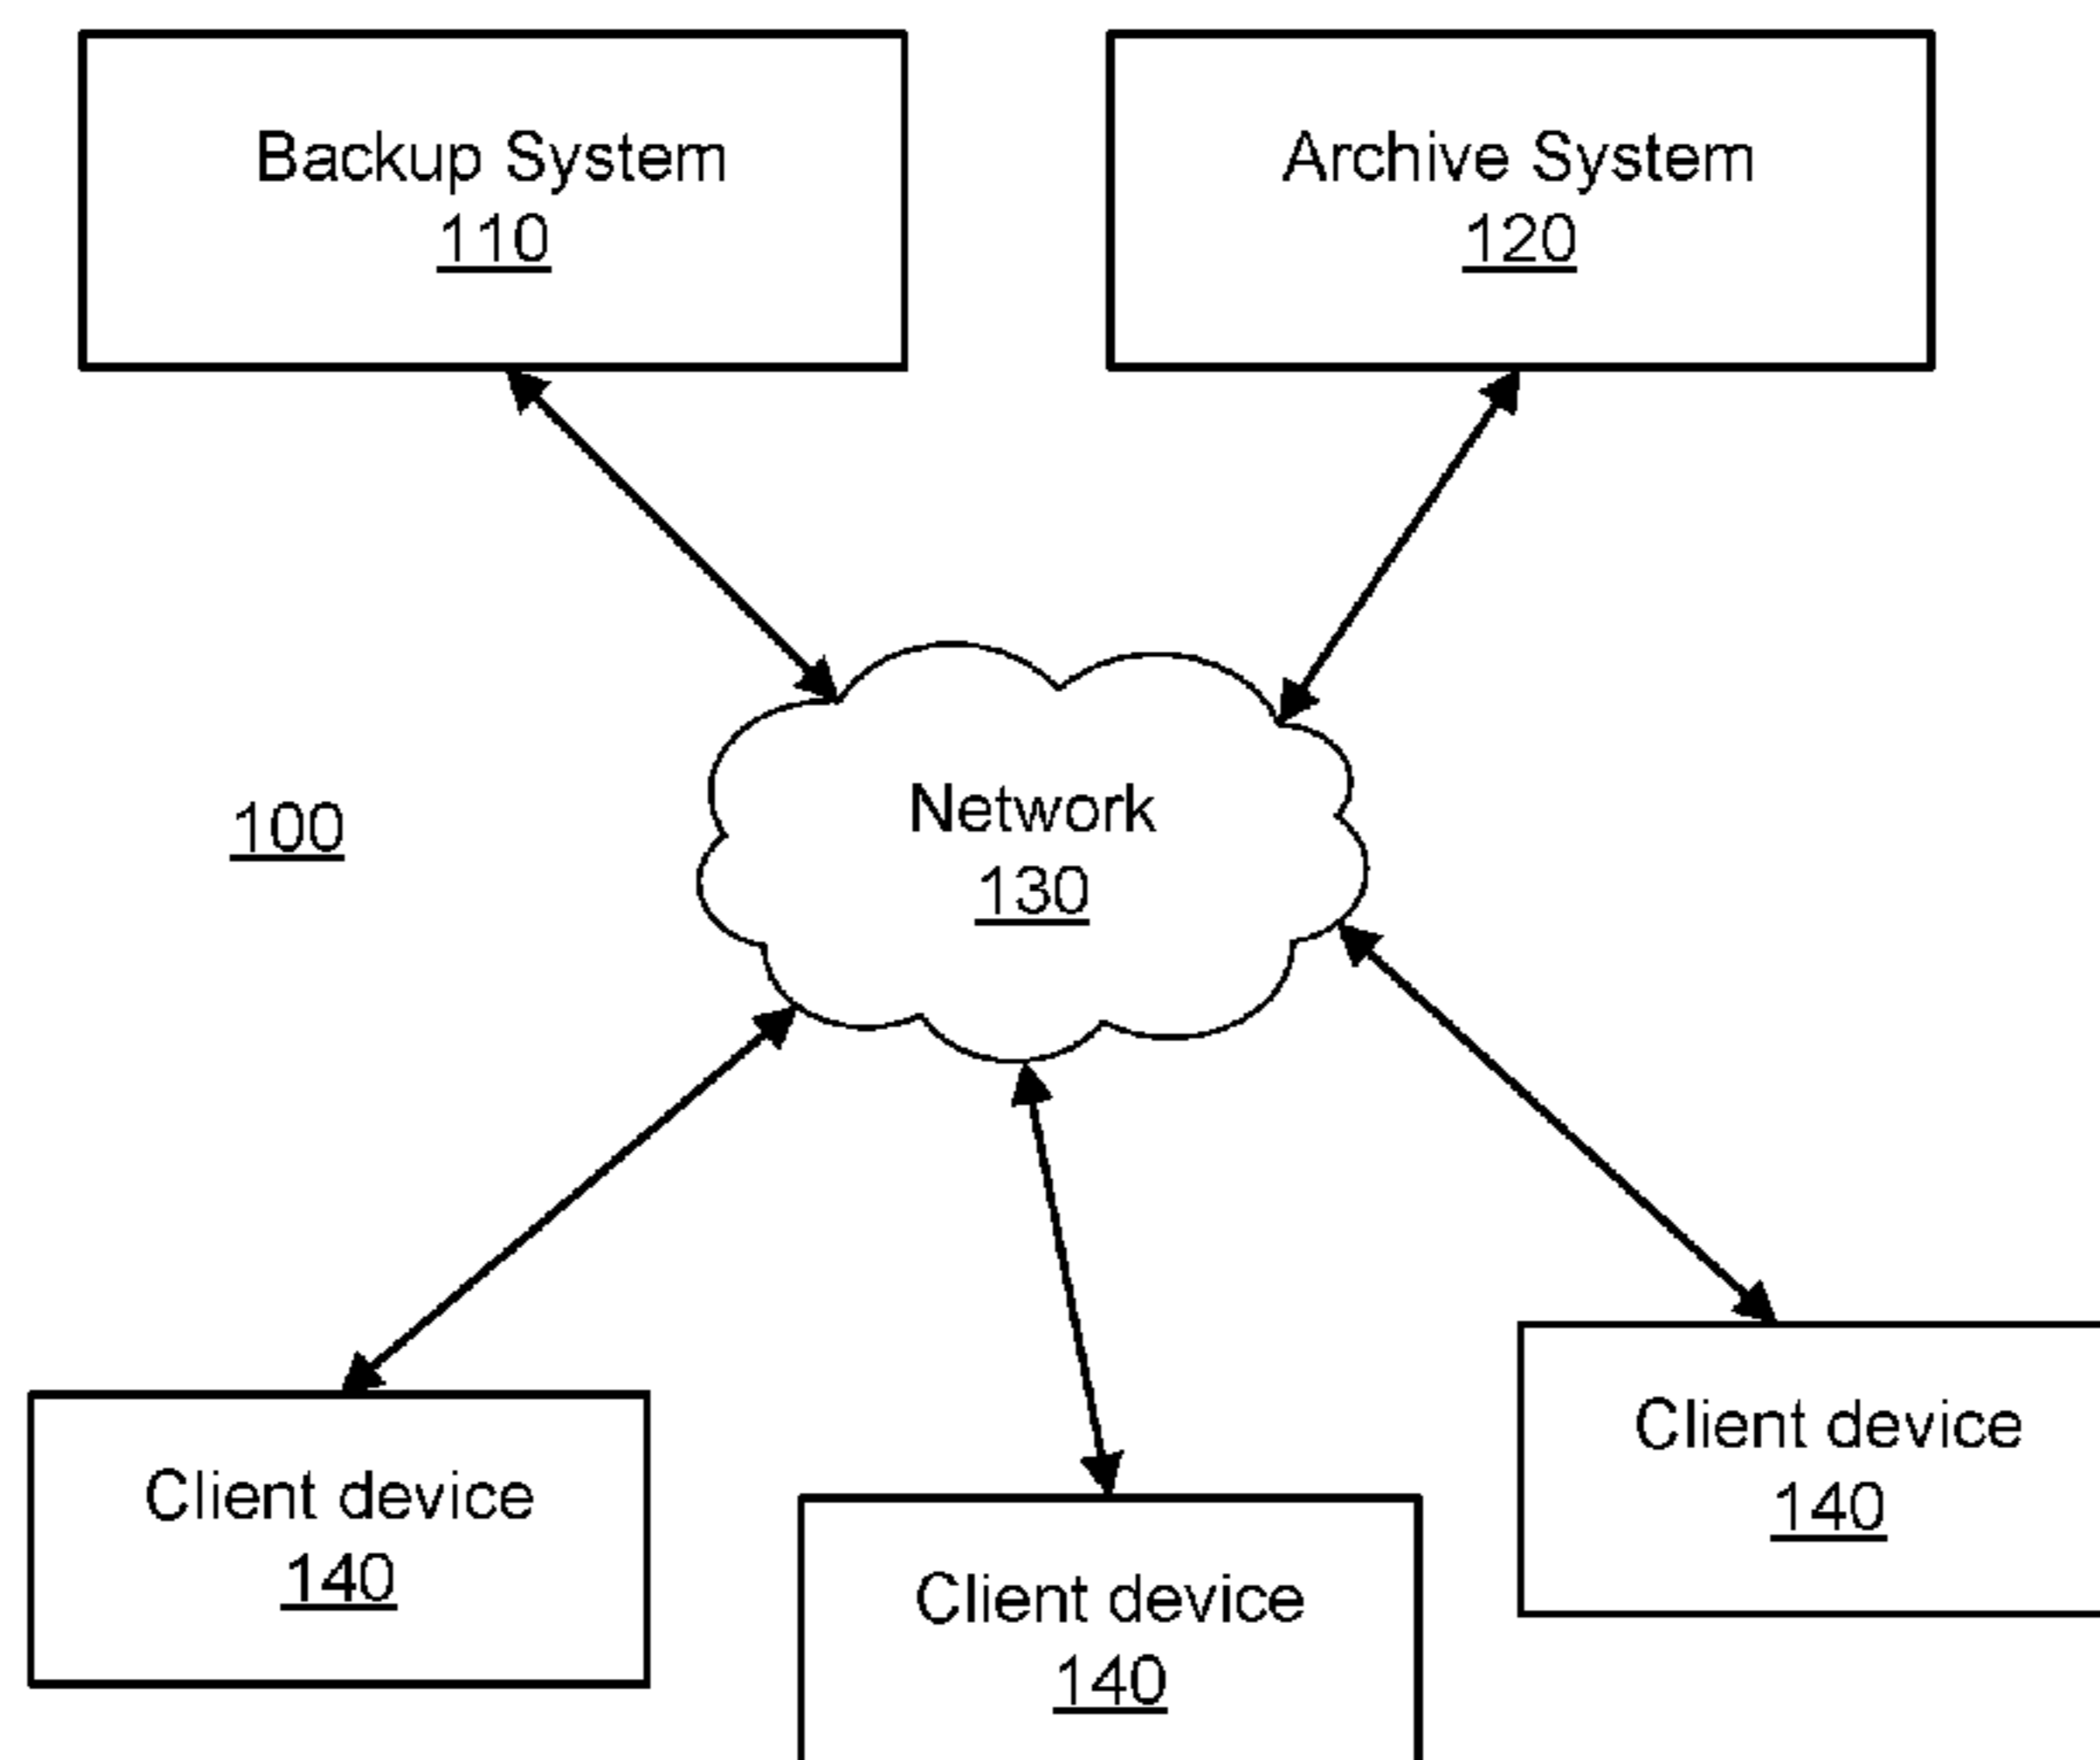 Backup System
110
Archive System
120
100
Network
130
Client device
140
Client device
140
Client device
140